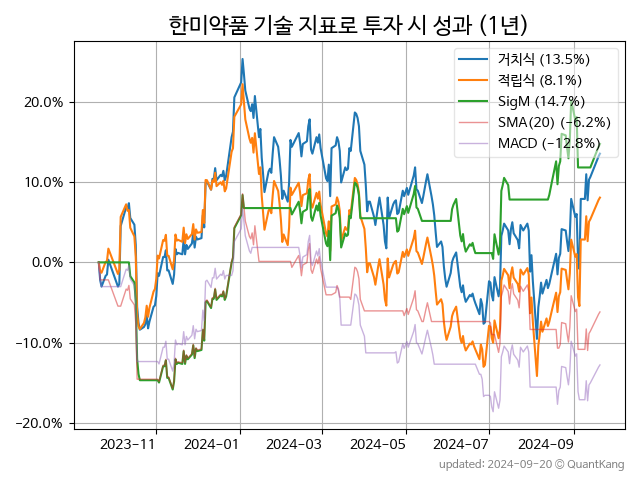 한미약품 기술 지표로 투자 시 성과 (1년)
거치식 (13.5%)
적립식 (8.1%)
SigM (14.7%)
SMA(20) (−6.2%)
MACD (−12.8%)
20.0%
10.0%
0.0%
−10.0%
−20.0%
2023-11
2024-01
2024-03
2024-05
2024-07
2024-09
updated: 2024-09-20 © QuantKang